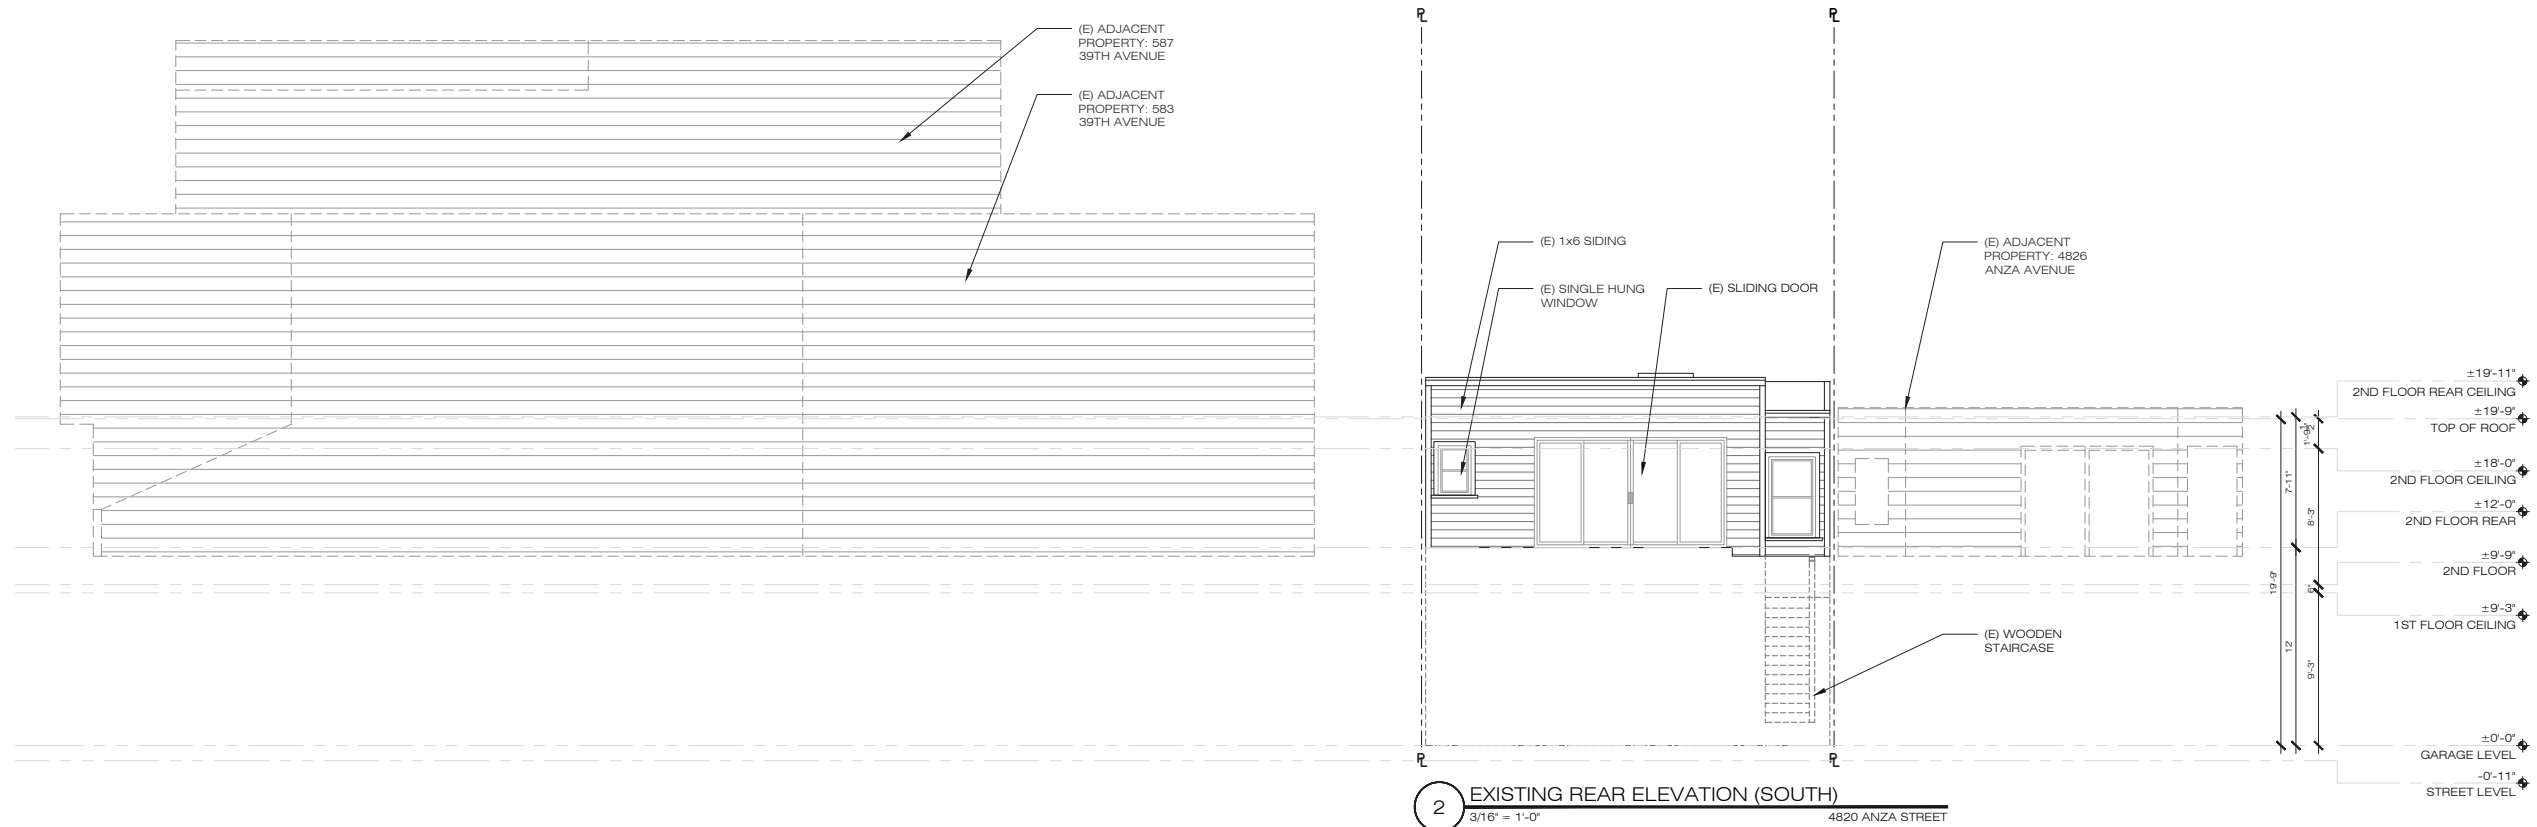 PL
PL
(E) ADJACENT
PROPERTY: 587
39TH AVENUE
(E) ADJACENT
PROPERTY: 583
39TH AVENUE
(E) 1x6 SIDING
(E) SINGLE HUNG
WINDOW
(E) SLIDING DOOR
(E) ADJACENT
PROPERTY: 4826
ANZA AVENUE
(E) WOODEN
STAIRCASE
±19'-11"
2ND FLOOR REAR CEILING
±19'-9"
TOP OF ROOF
±18'-0"
2ND FLOOR CEILING
±12'-0"
2ND FLOOR REAR
±9'-9"
2ND FLOOR
±9'-3"
1ST FLOOR CEILING
±0'-0"
GARAGE LEVEL
-0'-11"
STREET LEVEL
19'-9"
7'-11"
12'
8'-3"
6"
9'-3"
PL
PL
2
EXISTING REAR ELEVATION (SOUTH)
3/16" = 1'-0"
4820 ANZA STREET